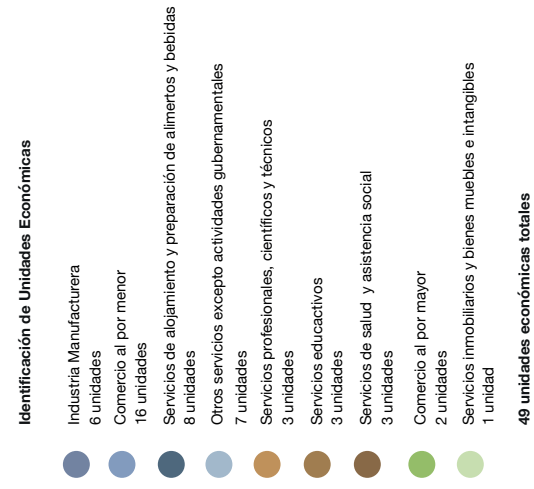 Identificación de Unidades Económicas
Industria Manufacturera
6 unidades
Comercio al por menor
16 unidades
Servicios de alojamiento y preparación de alimertos y bebidas
8 unidades
Otros servicios excepto actividades gubernamentales
7 unidades
Servicios profesionales, científicos y técnicos
3 unidades
Servicios educactivos
3 unidades
Servicios de salud y asistencia social
3 unidades
Comercio al por mayor
2 unidades
Servicios inmobiliarios y bienes muebles e intangibles
1 unidad
49 unidades económicas totales